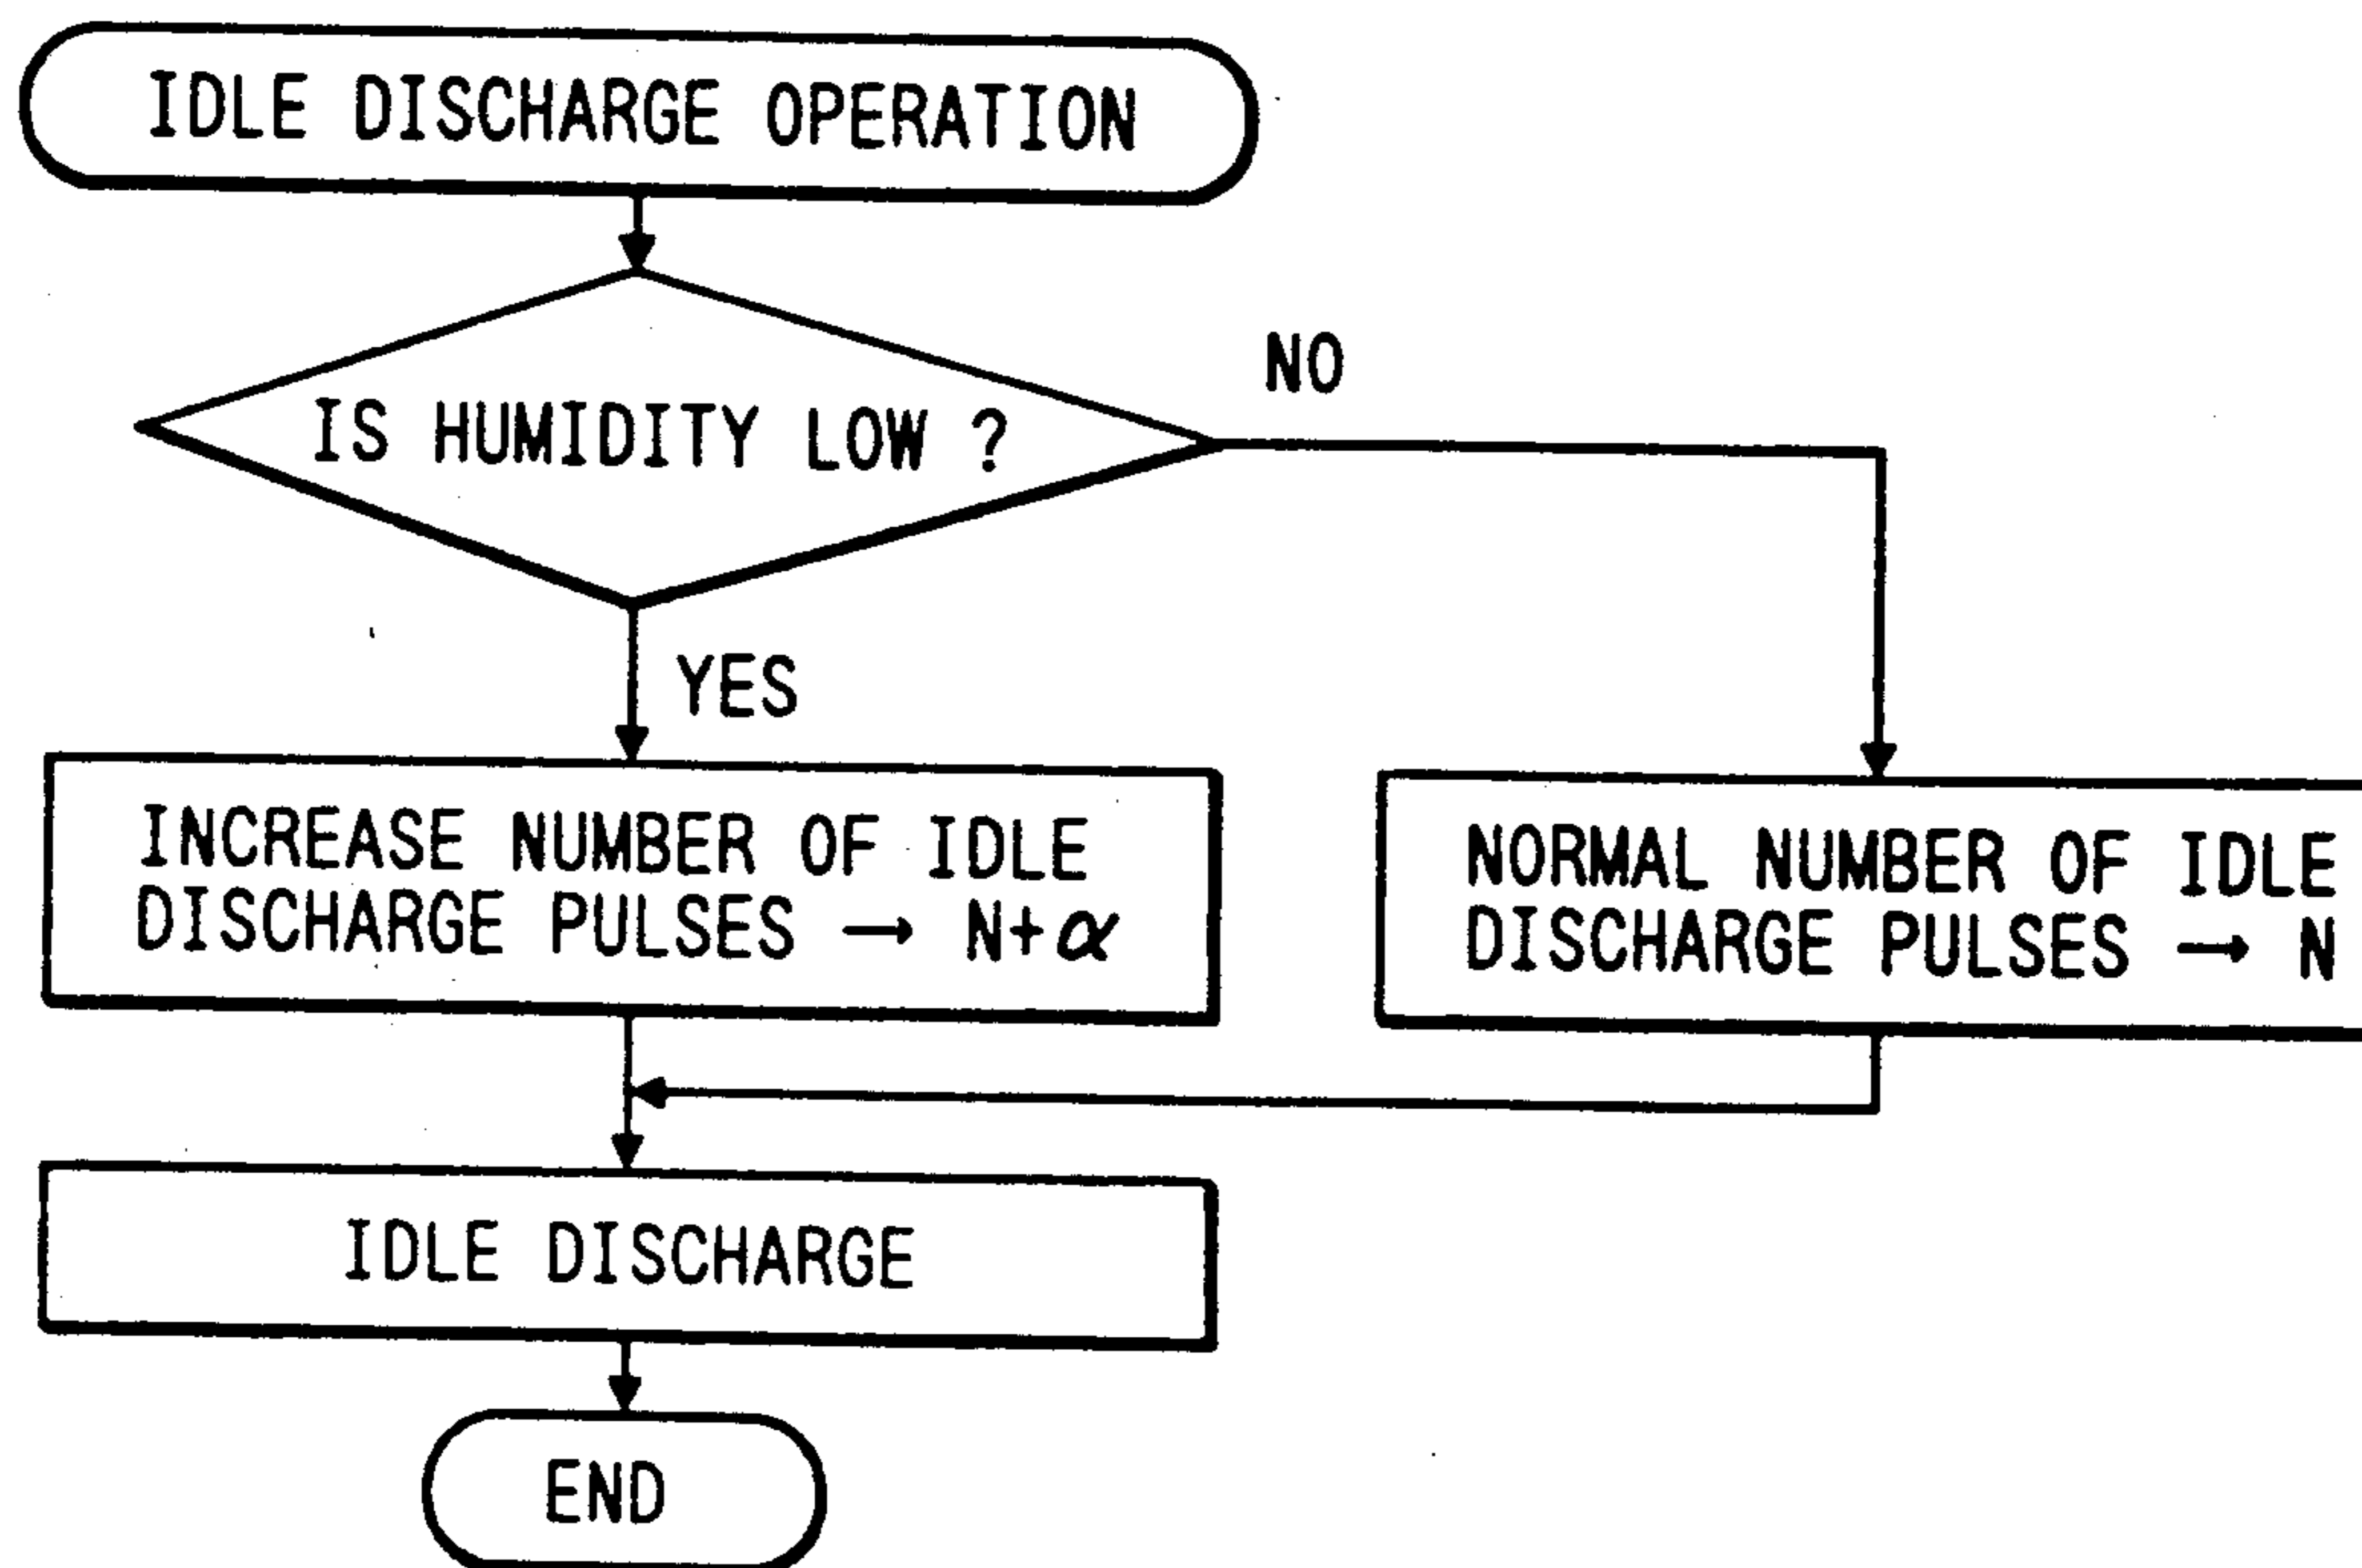 IDLE DISCHARGE OPERATION
IS HUMIDITY LOW ?
NO
YES
INCREASE NUMBER OF IDLE
DISCHARGE PULSES → N+α
NORMAL NUMBER OF IDLE
DISCHARGE PULSES → N
IDLE DISCHARGE
END